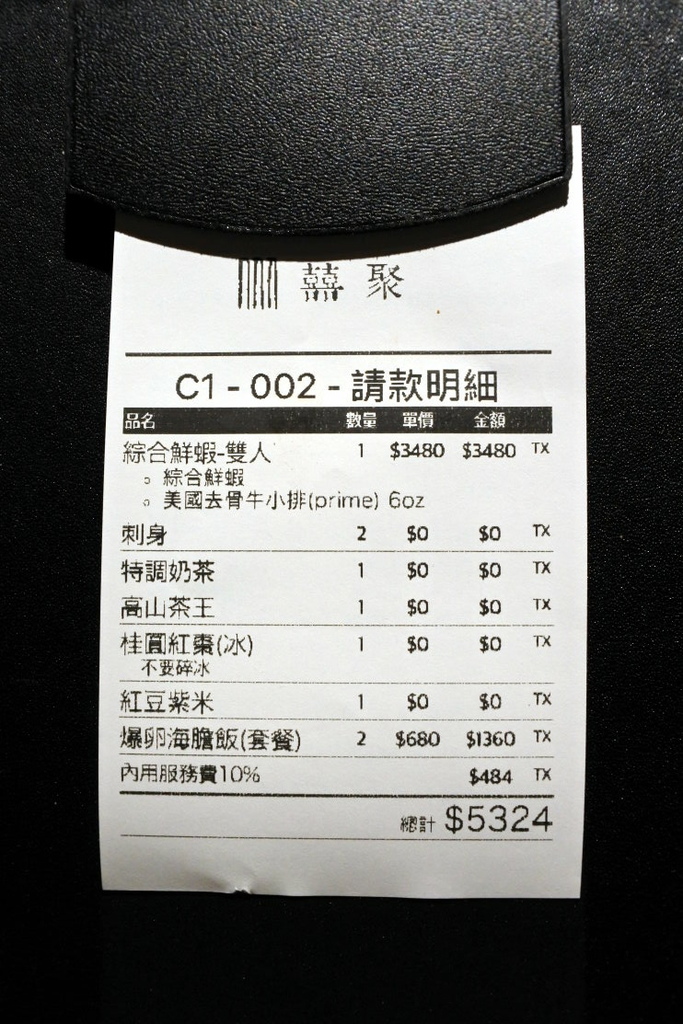 囍聚
C1 - 002 - 請款明細
品名 數量 單價 金額
綜合鮮蝦-雙人 1 $3480 $3480 TX
。 綜合鮮蝦
。 美國去骨牛小排(prime) 6oz
刺身 2 $0 $0 TX
特調奶茶 1 $0 $0 TX
高山茶王 1 $0 $0 TX
桂圓紅棗(冰) 1 $0 $0 TX
不要碎冰
紅豆紫米 1 $0 $0 TX
爆卵海膽飯(套餐) 2 $680 $1360 TX
內用服務費10% $484 TX
總計 $5324